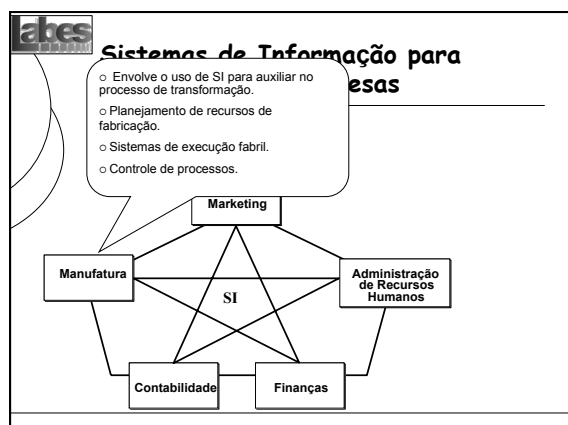 Labes
Sistemas de Informação para
esas
o Envolve o uso de SI para auxiliar no
processo de transformação.
o Planejamento de recursos de
fabricação.
o Sistemas de execução fabril.
o Controle de processos.
Marketing
Manufatura
SI
Administração
de Recursos
Humanos
Contabilidade
Finanças